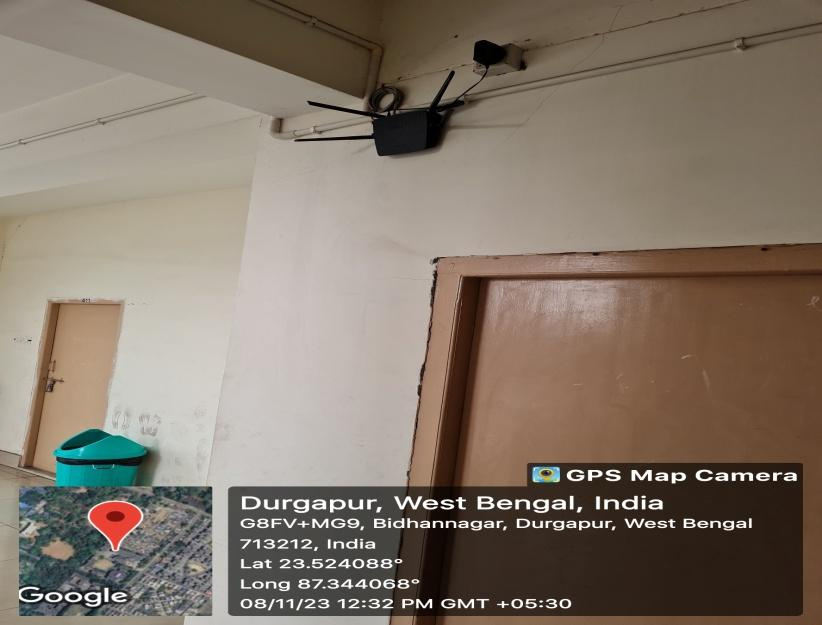 GPS Map Camera
Durgapur, West Bengal, India
G8FV+MG9, Bidhannagar, Durgapur, West Bengal
713212, India
Lat 23.524088°
Long 87.344068°
08/11/23 12:32 PM GMT +05:30
Google